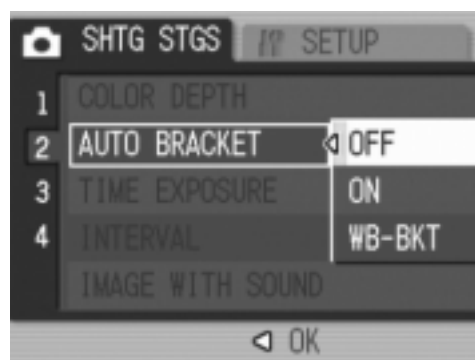 SHTG STGS SETUP
1 COLOR DEPTH
2 AUTO BRACKET OFF
3 TIME EXPOSURE ON
4 INTERVAL WB-BKT
IMAGE WITH SOUND
OK